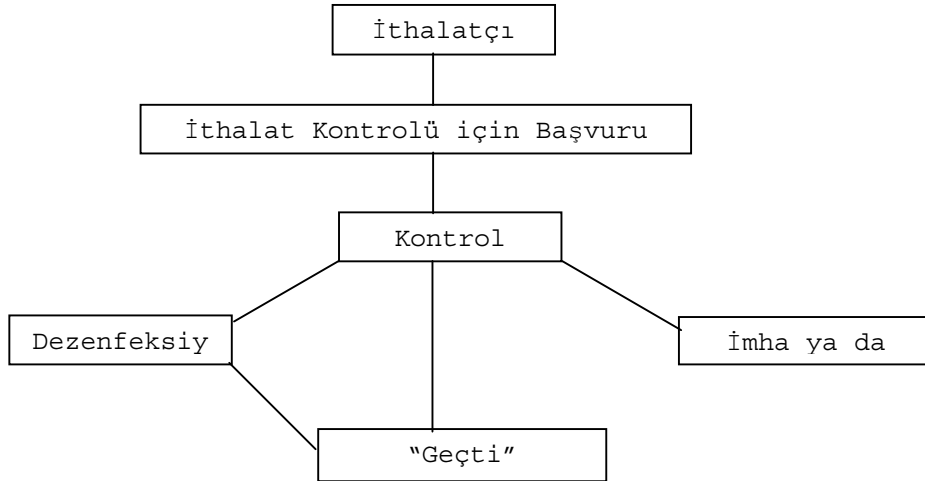 İthalatçı
İthalat Kontrolü için Başvuru
Kontrol
Dezenfeksiy
İmha ya da
“Geçti”